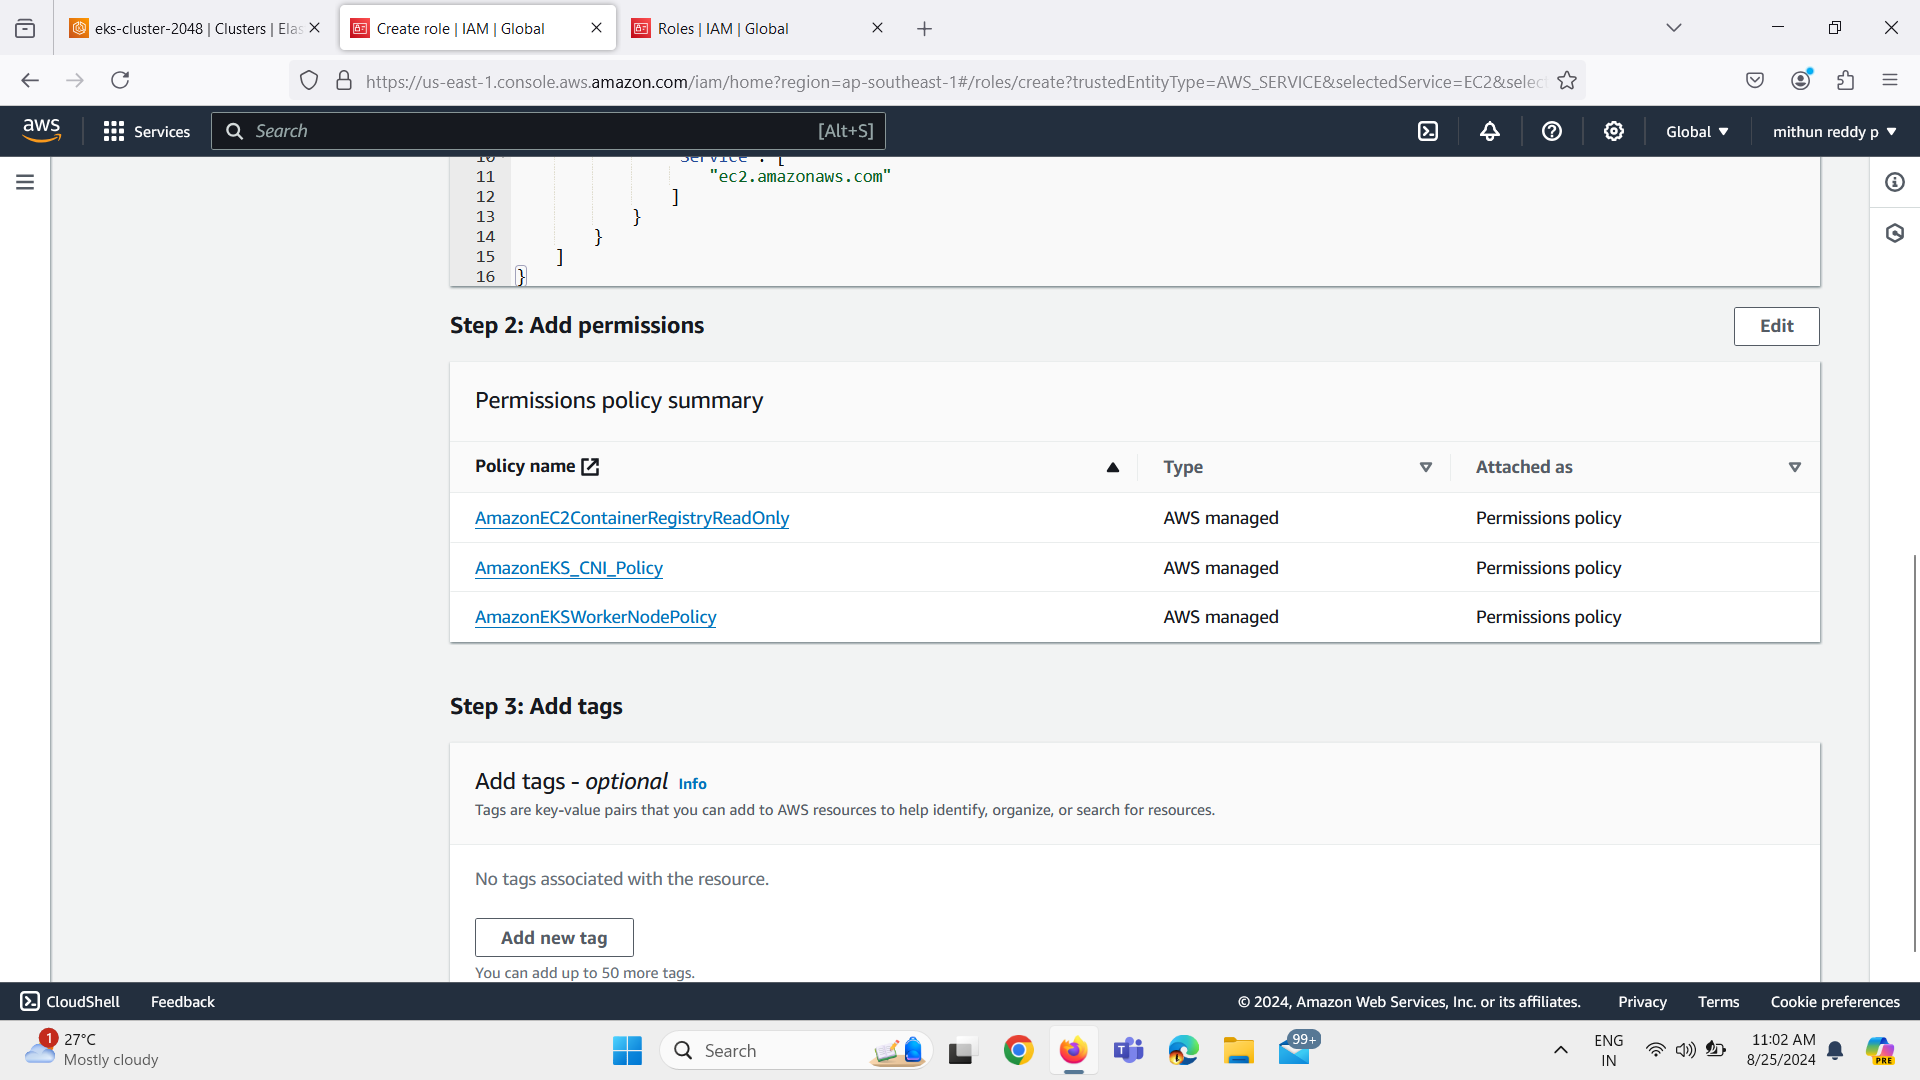 eks-cluster-2048 | Clusters | Elas
Create role | IAM | Global
Roles | IAM | Global
https://us-east-1.console.aws.amazon.com/iam/home?region=ap-southeast-1#/roles/create?trustedEntityType=AWS_SERVICE&selectedService=EC2&selec
aws
Services
Search
[Alt+S]
Global
mithun reddy p
10 "Service": [
11 "ec2.amazonaws.com"
12 ]
13 }
14 }
15 ]
16 }
Step 2: Add permissions
Edit
Permissions policy summary
Policy name
Type
Attached as
AmazonEC2ContainerRegistryReadOnly
AWS managed
Permissions policy
AmazonEKS_CNI_Policy
AWS managed
Permissions policy
AmazonEKSWorkerNodePolicy
AWS managed
Permissions policy
Step 3: Add tags
Add tags - optional Info
Tags are key-value pairs that you can add to AWS resources to help identify, organize, or search for resources.
No tags associated with the resource.
Add new tag
You can add up to 50 more tags.
CloudShell
Feedback
© 2024, Amazon Web Services, Inc. or its affiliates.
Privacy
Terms
Cookie preferences
1
27°C
Mostly cloudy
Search
99+
ENG
IN
11:02 AM
8/25/2024
PRE